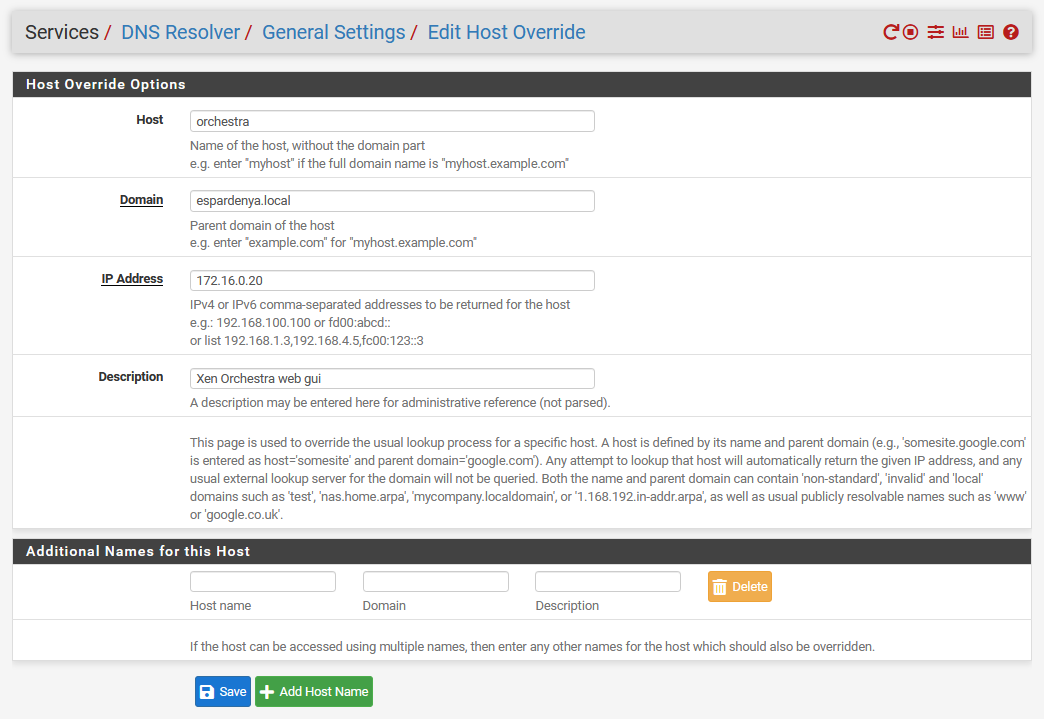 Services / DNS Resolver / General Settings / Edit Host Override
Host Override Options
Host
orchestra
Name of the host, without the domain part
e.g. enter "myhost" if the full domain name is "myhost.example.com"
Domain
espardenya.local
Parent domain of the host
e.g. enter "example.com" for "myhost.example.com"
IP Address
172.16.0.20
IPv4 or IPv6 comma-separated addresses to be returned for the host
e.g.: 192.168.100.100 or fd00:abcd::
or list 192.168.1.3,192.168.4.5,fc00:123::3
Description
Xen Orchestra web gui
A description may be entered here for administrative reference (not parsed).
This page is used to override the usual lookup process for a specific host. A host is defined by its name and parent domain (e.g., 'somesite.google.com'
is entered as host='somesite' and parent domain='google.com'). Any attempt to lookup that host will automatically return the given IP address, and any
usual external lookup server for the domain will not be queried. Both the name and parent domain can contain 'non-standard', 'invalid' and 'local'
domains such as 'test', 'nas.home.arpa', 'mycompany.localdomain', or '1.168.192.in-addr.arpa', as well as usual publicly resolvable names such as 'www'
or 'google.co.uk'.
Additional Names for this Host
Host name
Domain
Description
Delete
If the host can be accessed using multiple names, then enter any other names for the host which should also be overridden.
Save
Add Host Name